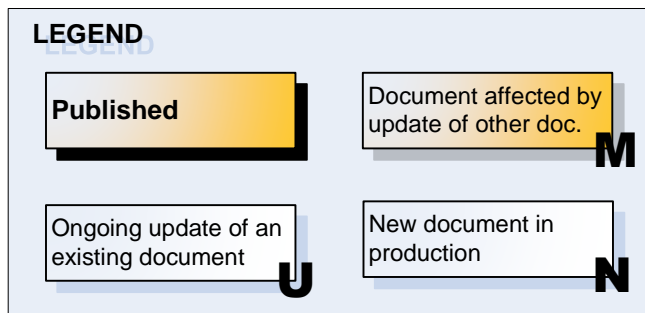 LEGEND
Published
Document affected by
update of other doc.
M
Ongoing update of an
existing document
U
New document in
production
N